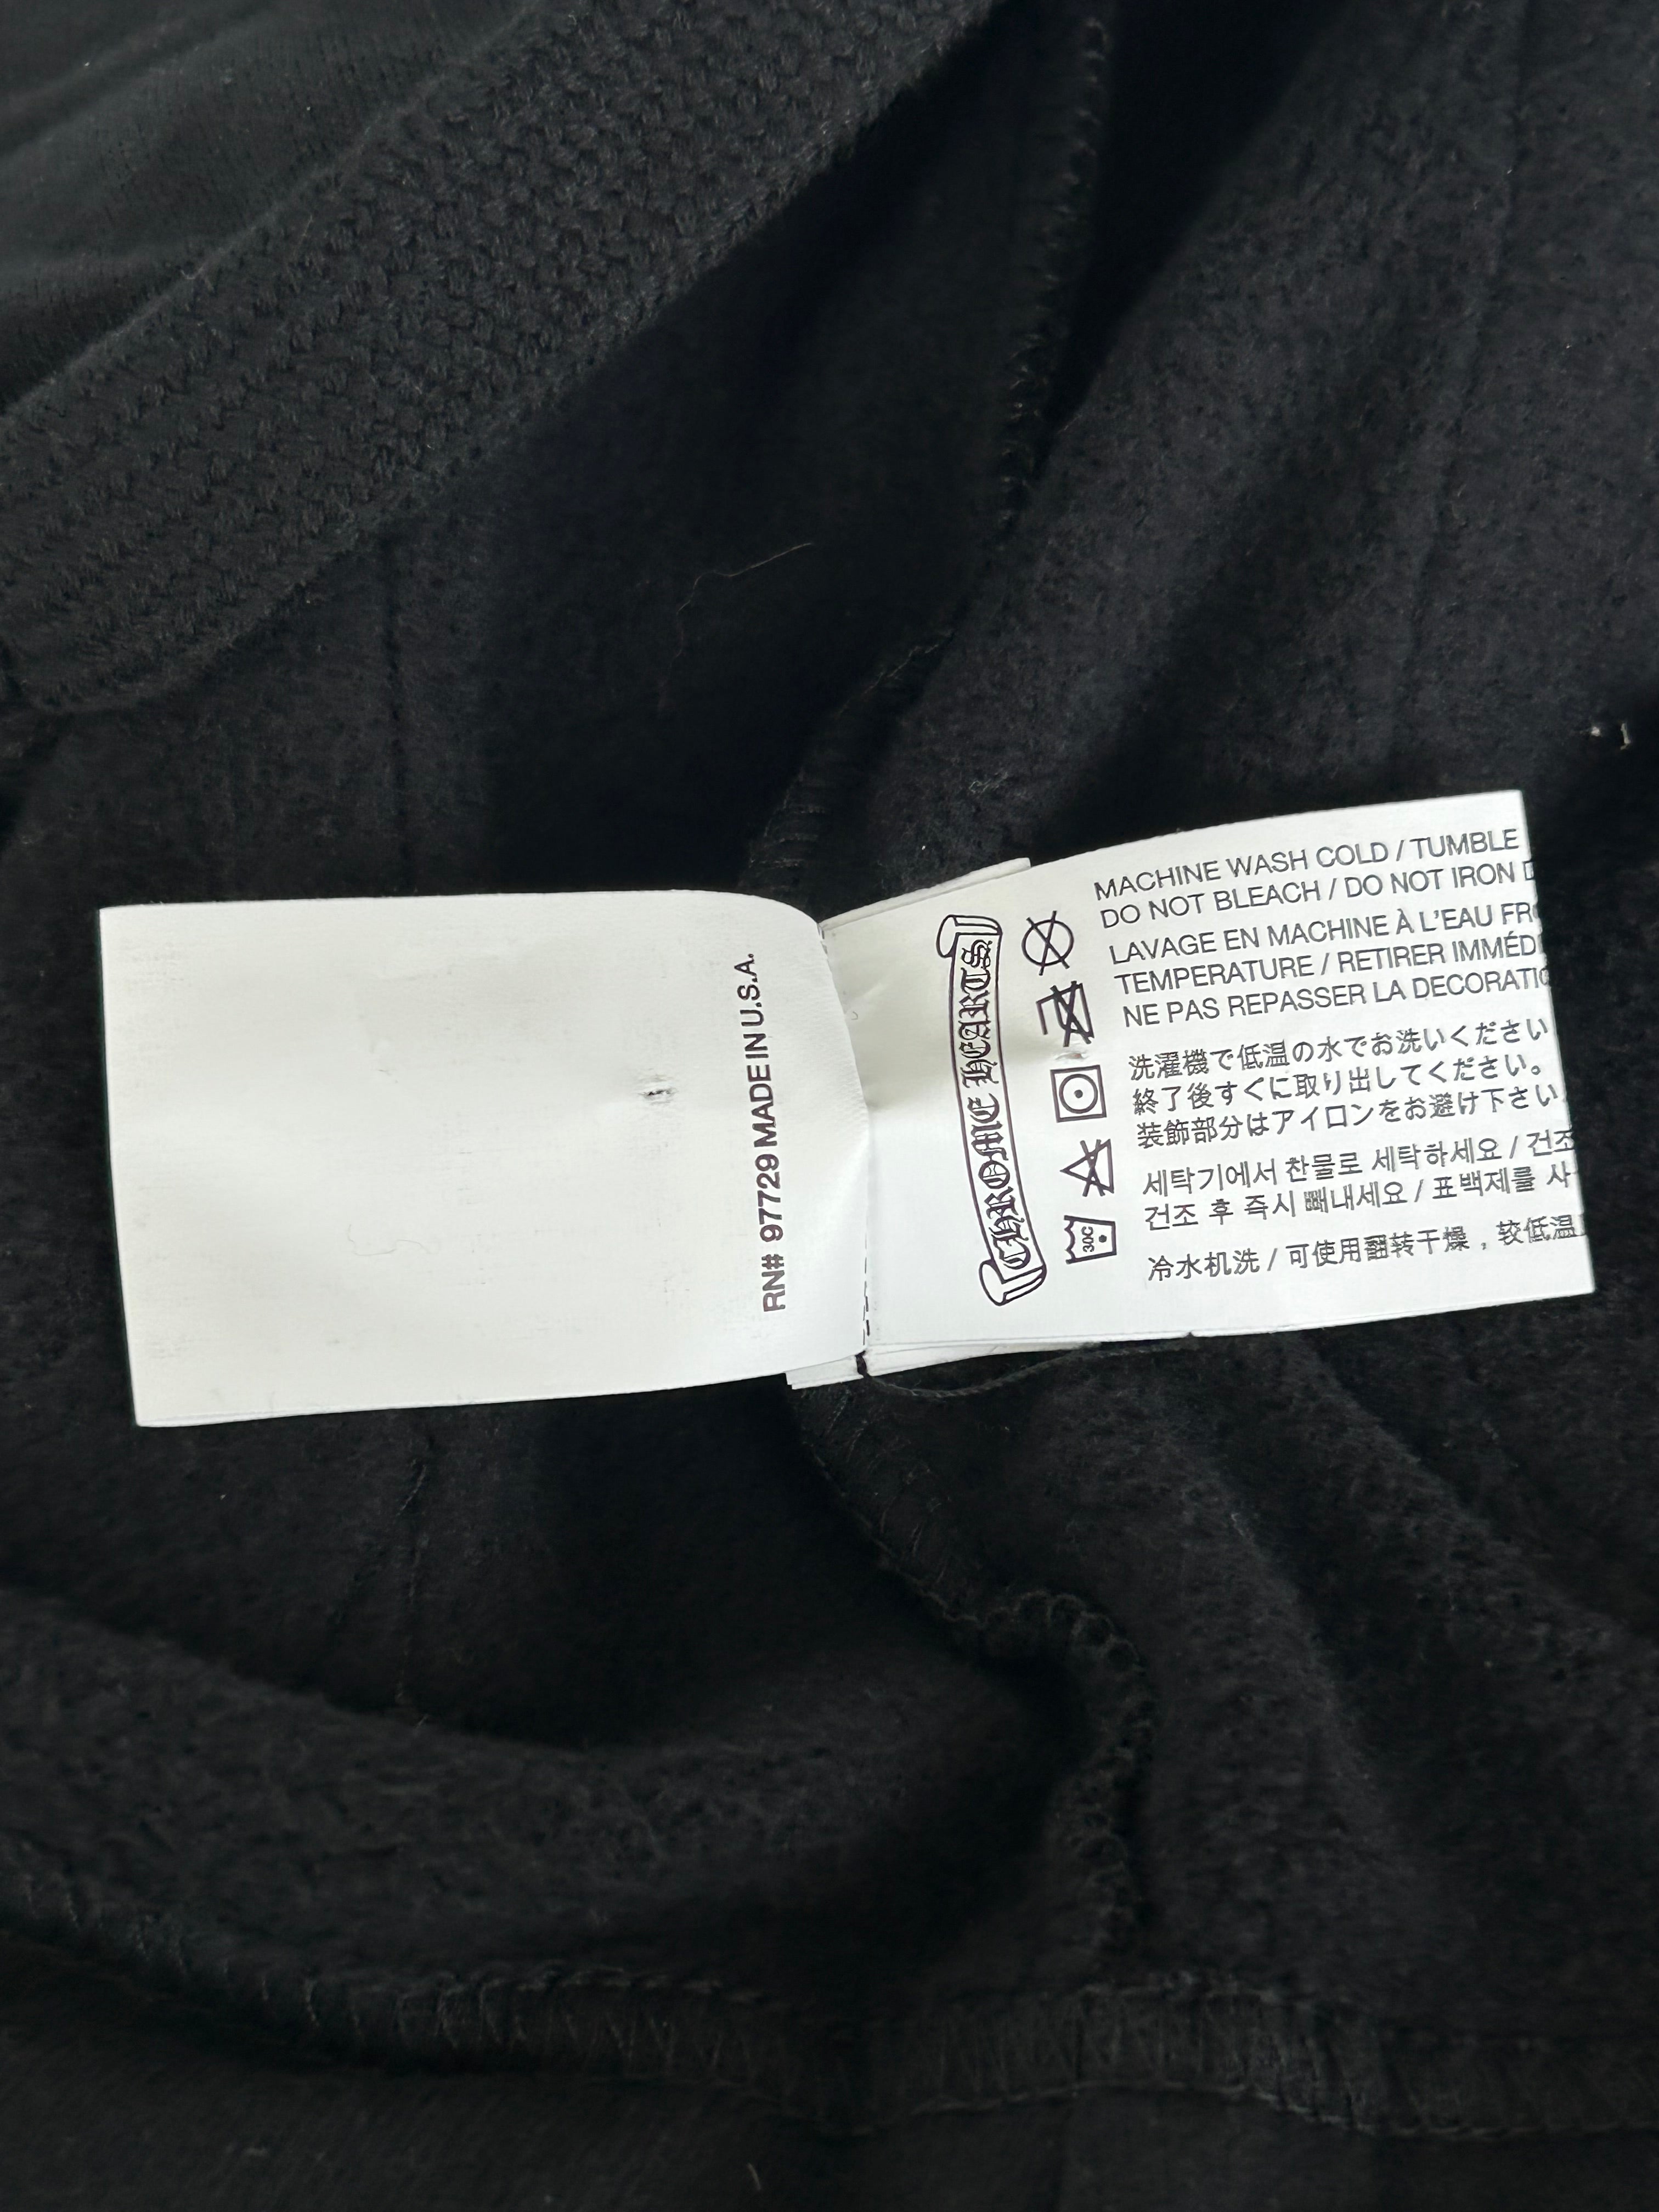 RN# 97729 MADE IN U.S.A.
CHROME HEARTS
30C
MACHINE WASH COLD / TUMBLE
DO NOT BLEACH / DO NOT IRON D
LAVAGE EN MACHINE À L'EAU FRO
TEMPERATURE / RETIRER IMMÉDI
NE PAS REPASSER LA DECORATIO
洗濯機で低温の水でお洗いください
終了後すぐに取り出してください。
装飾部分はアイロンをお避け下さい
세탁기에서 찬물로 세탁하세요 / 건조
건조 후 즉시 빼내세요 / 표백제를 사
冷水机洗 / 可使用翻转干燥，较低温